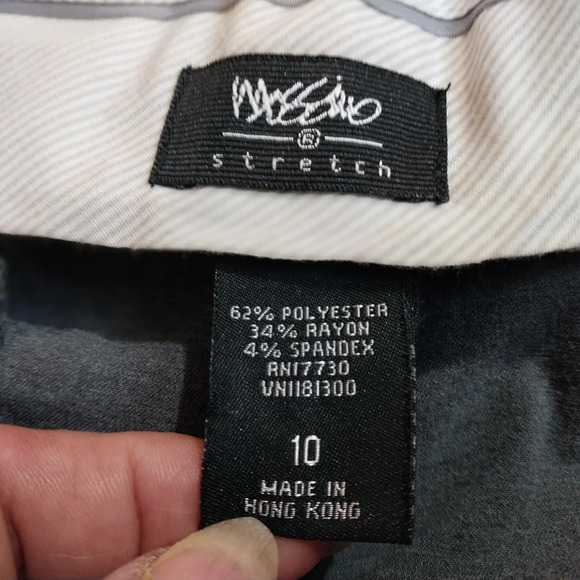 mossimo
®
stretch
62% POLYESTER
34% RAYON
4% SPANDEX
RN17730
VN1181300
10
MADE IN
HONG KONG